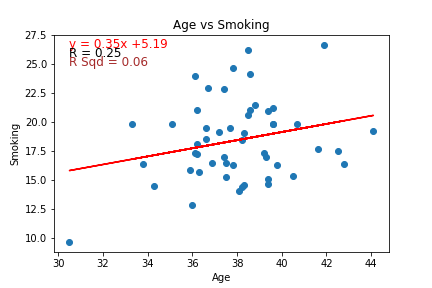 Age vs Smoking
y = 0.35x +5.19
R = 0.25
R Sqd = 0.06
27.5
25.0
22.5
20.0
17.5
15.0
12.5
10.0
Smoking
30 32 34 36 38 40 42 44
Age